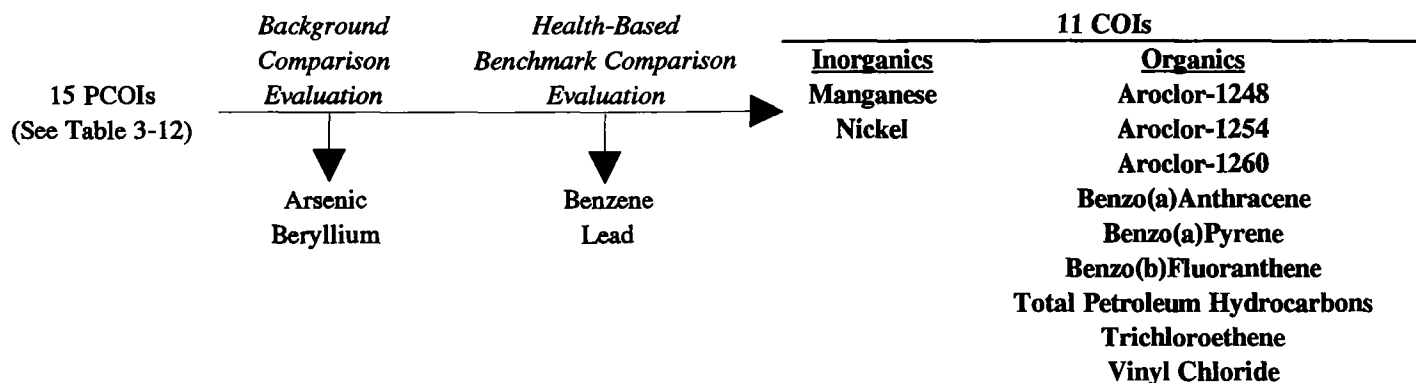 15 PCOIs
(See Table 3-12)
Background
Comparison
Evaluation
Arsenic
Beryllium
Health-Based
Benchmark Comparison
Evaluation
Benzene
Lead
11 COIs
Inorganics
Manganese
Nickel
Organics
Aroclor-1248
Aroclor-1254
Aroclor-1260
Benzo(a)Anthracene
Benzo(a)Pyrene
Benzo(b)Fluoranthene
Total Petroleum Hydrocarbons
Trichloroethene
Vinyl Chloride